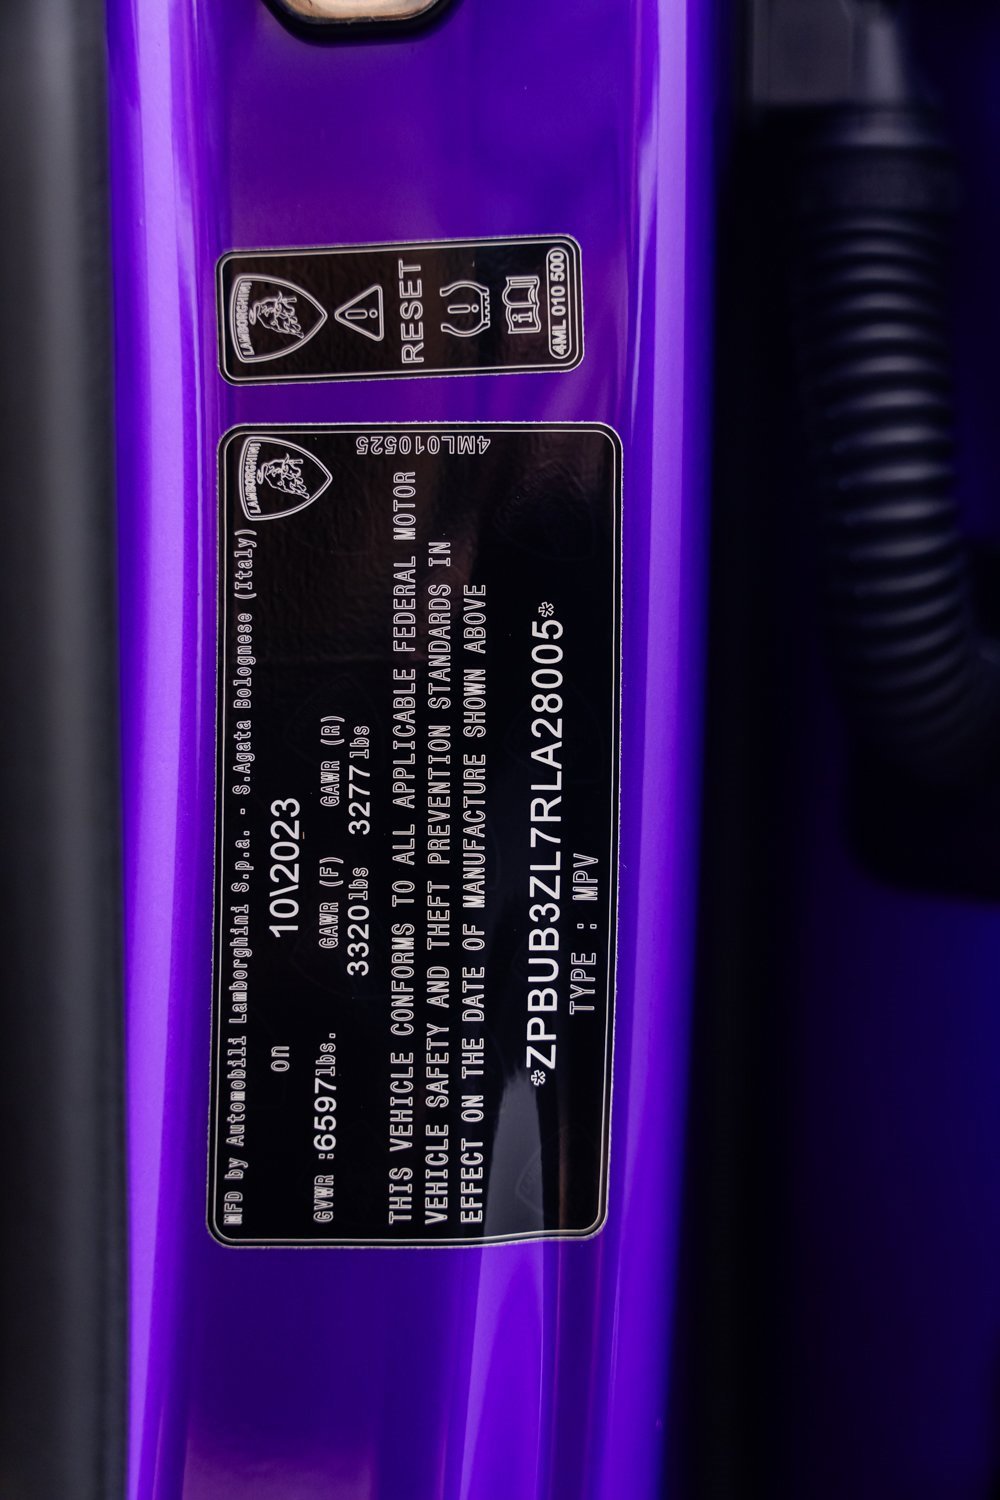 LAMBORGHINI
RESET
i
4ML 010 500
LAMBORGHINI
4ML010525
MFD by Automobili Lamborghini S.p.a. - S.Agata Bolognese (Italy)
on 10\2023
GVWR :6597lbs. GAWR (F) GAWR (R)
3320lbs 3277lbs
THIS VEHICLE CONFORMS TO ALL APPLICABLE FEDERAL MOTOR
VEHICLE SAFETY AND THEFT PREVENTION STANDARDS IN
EFFECT ON THE DATE OF MANUFACTURE SHOWN ABOVE
*ZPBUB3ZL7RLA28005*
TYPE : MPV